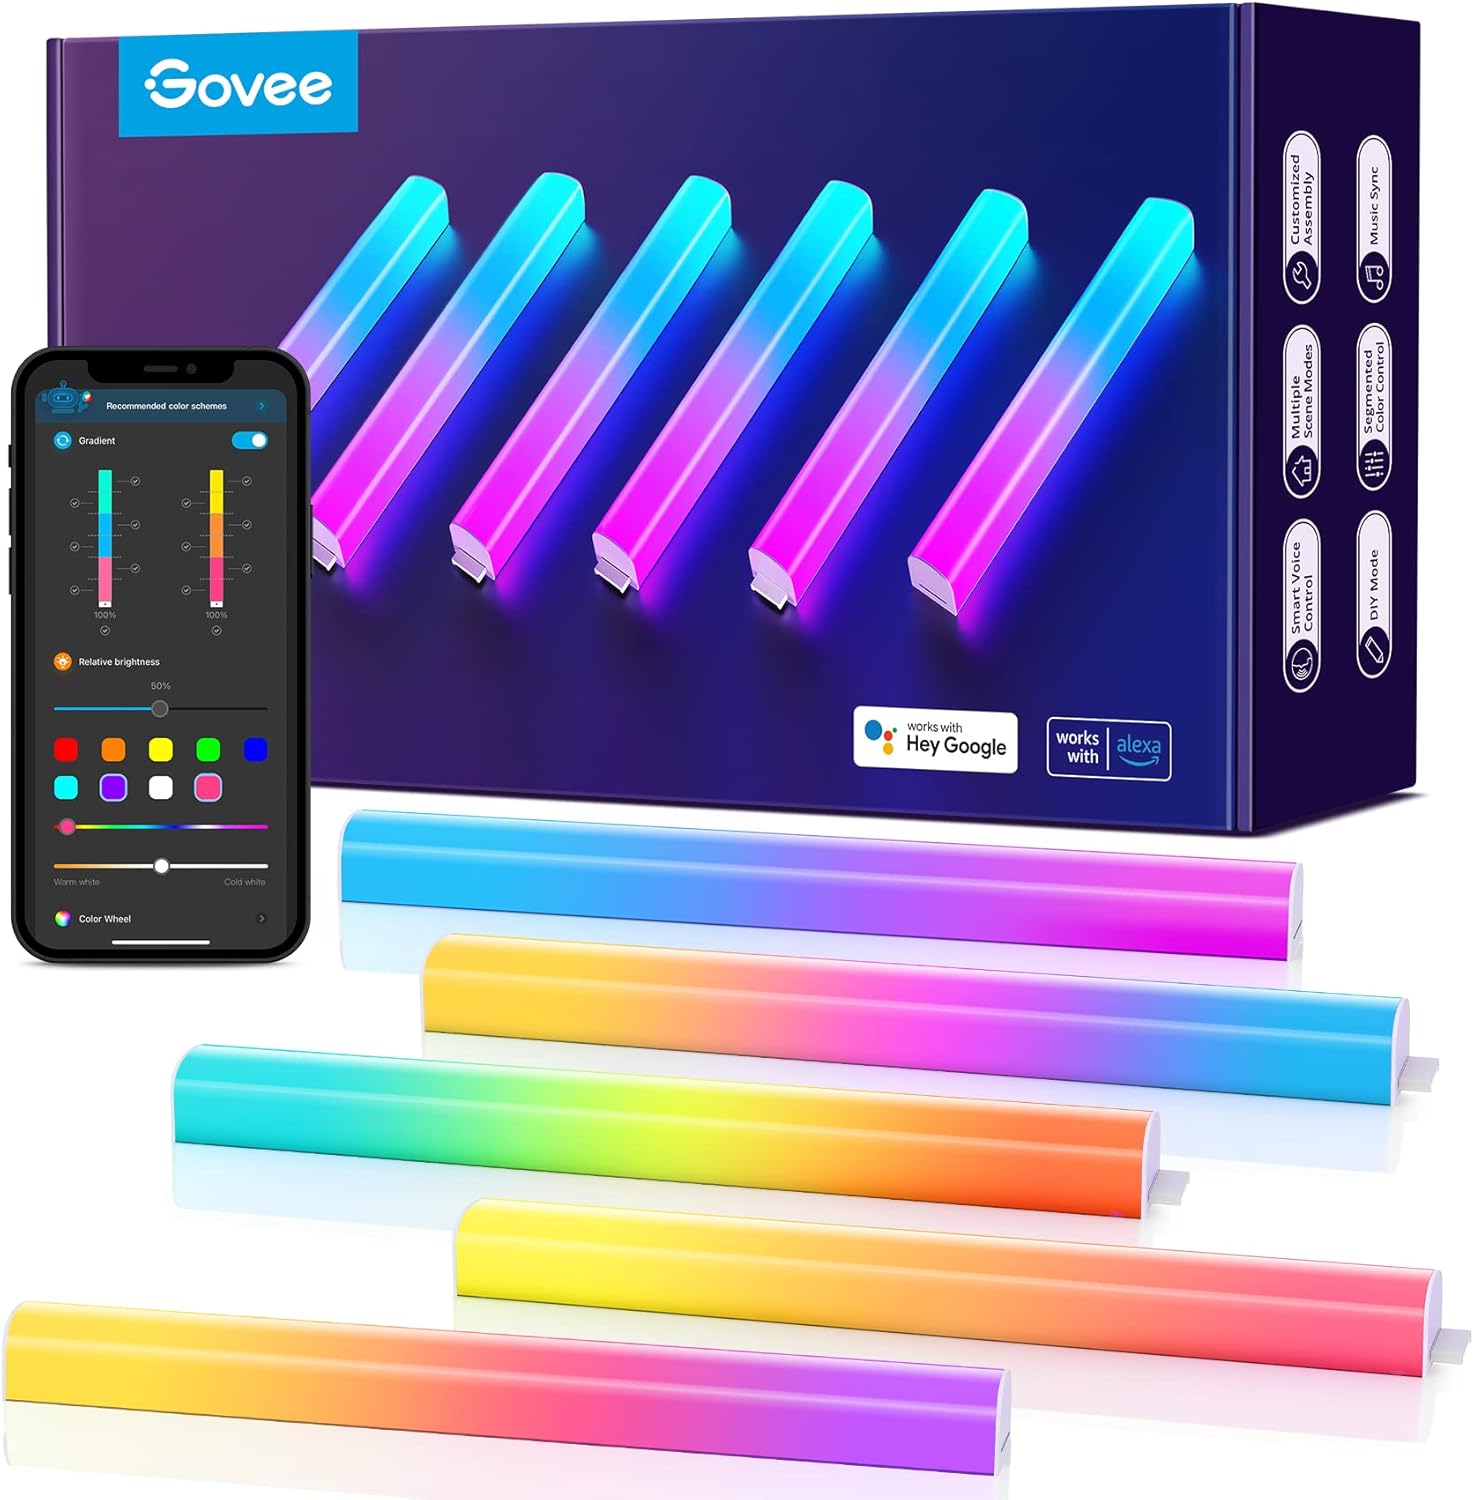 Govee
Customized
Assembly
Music Sync
Multiple
Scene Modes
Segmented
Color Control
Smart Voice
Control
DIY Mode
works with
Hey Google
works
with
alexa
Recommended color schemes
Gradient
100%
100%
Relative brightness
50%
Warm white
Cold white
Color Wheel